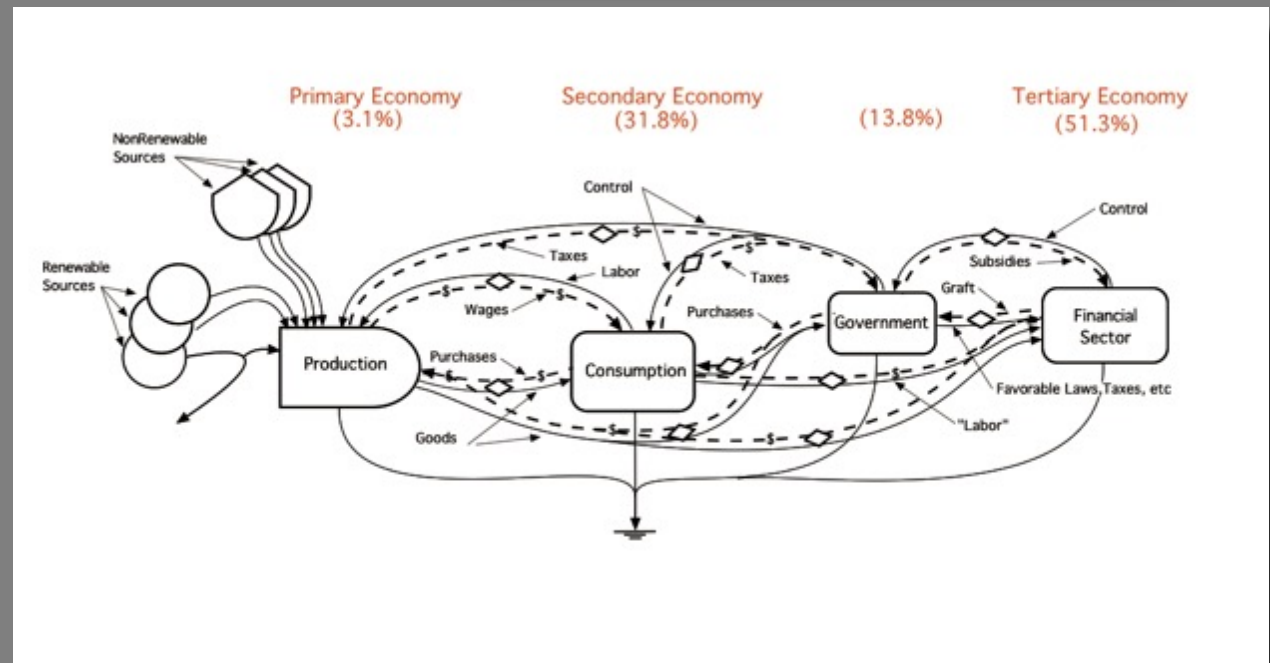 Primary Economy
(3.1%)
Secondary Economy
(31.8%)
(13.8%)
Tertiary Economy
(51.3%)
NonRenewable
Sources
Control
Control
$
$
Taxes
Taxes
Subsidies
Renewable
Sources
Labor
$
$
Wages
Graft
Purchases
Government
Financial
Sector
Production
Purchases
$
$
Consumption
$
Favorable Laws,Taxes, etc
Goods
$
$
"Labor"